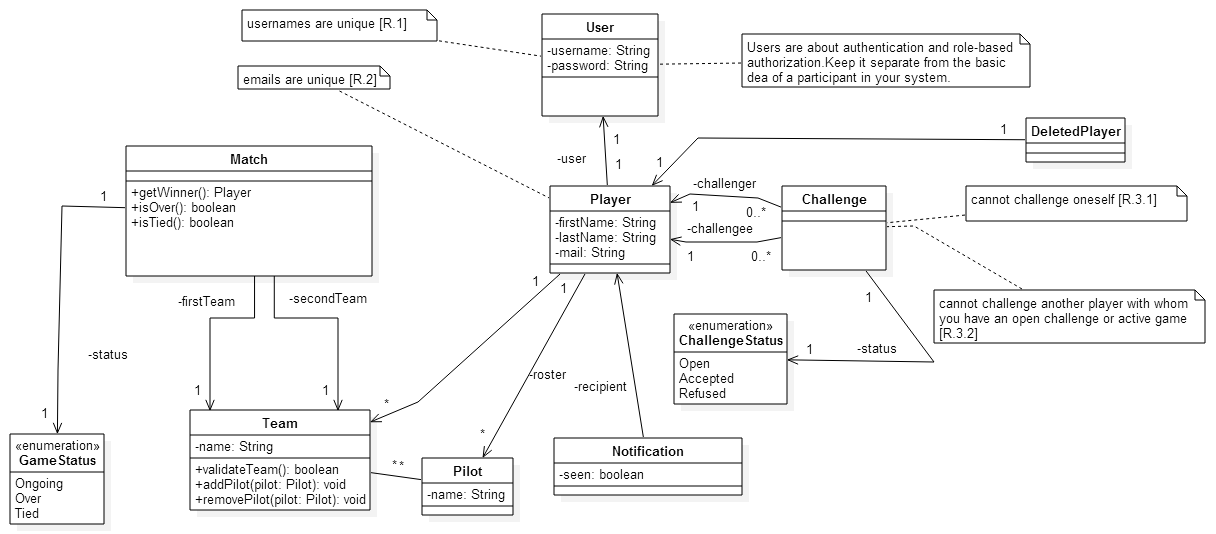 usernames are unique [R.1]
emails are unique [R.2]
User
-username: String
-password: String
Users are about authentication and role-based
authorization.Keep it separate from the basic
dea of a participant in your system.
1
-user
1
DeletedPlayer
1
1
Match
+getWinner(): Player
+isOver(): boolean
+isTied(): boolean
1
Player
-firstName: String
-lastName: String
-mail: String
-challenger
1
0..*
-challengee
1
0..*
Challenge
cannot challenge oneself [R.3.1]
cannot challenge another player with whom
you have an open challenge or active game
[R.3.2]
-firstTeam
-secondTeam
1
1
1
«enumeration»
ChallengeStatus
Open
Accepted
Refused
1
-status
-status
1
1
1
-roster
-recipient
*
*
«enumeration»
GameStatus
Ongoing
Over
Tied
Team
-name: String
+validateTeam(): boolean
+addPilot(pilot: Pilot): void
+removePilot(pilot: Pilot): void
* *
Pilot
-name: String
Notification
-seen: boolean